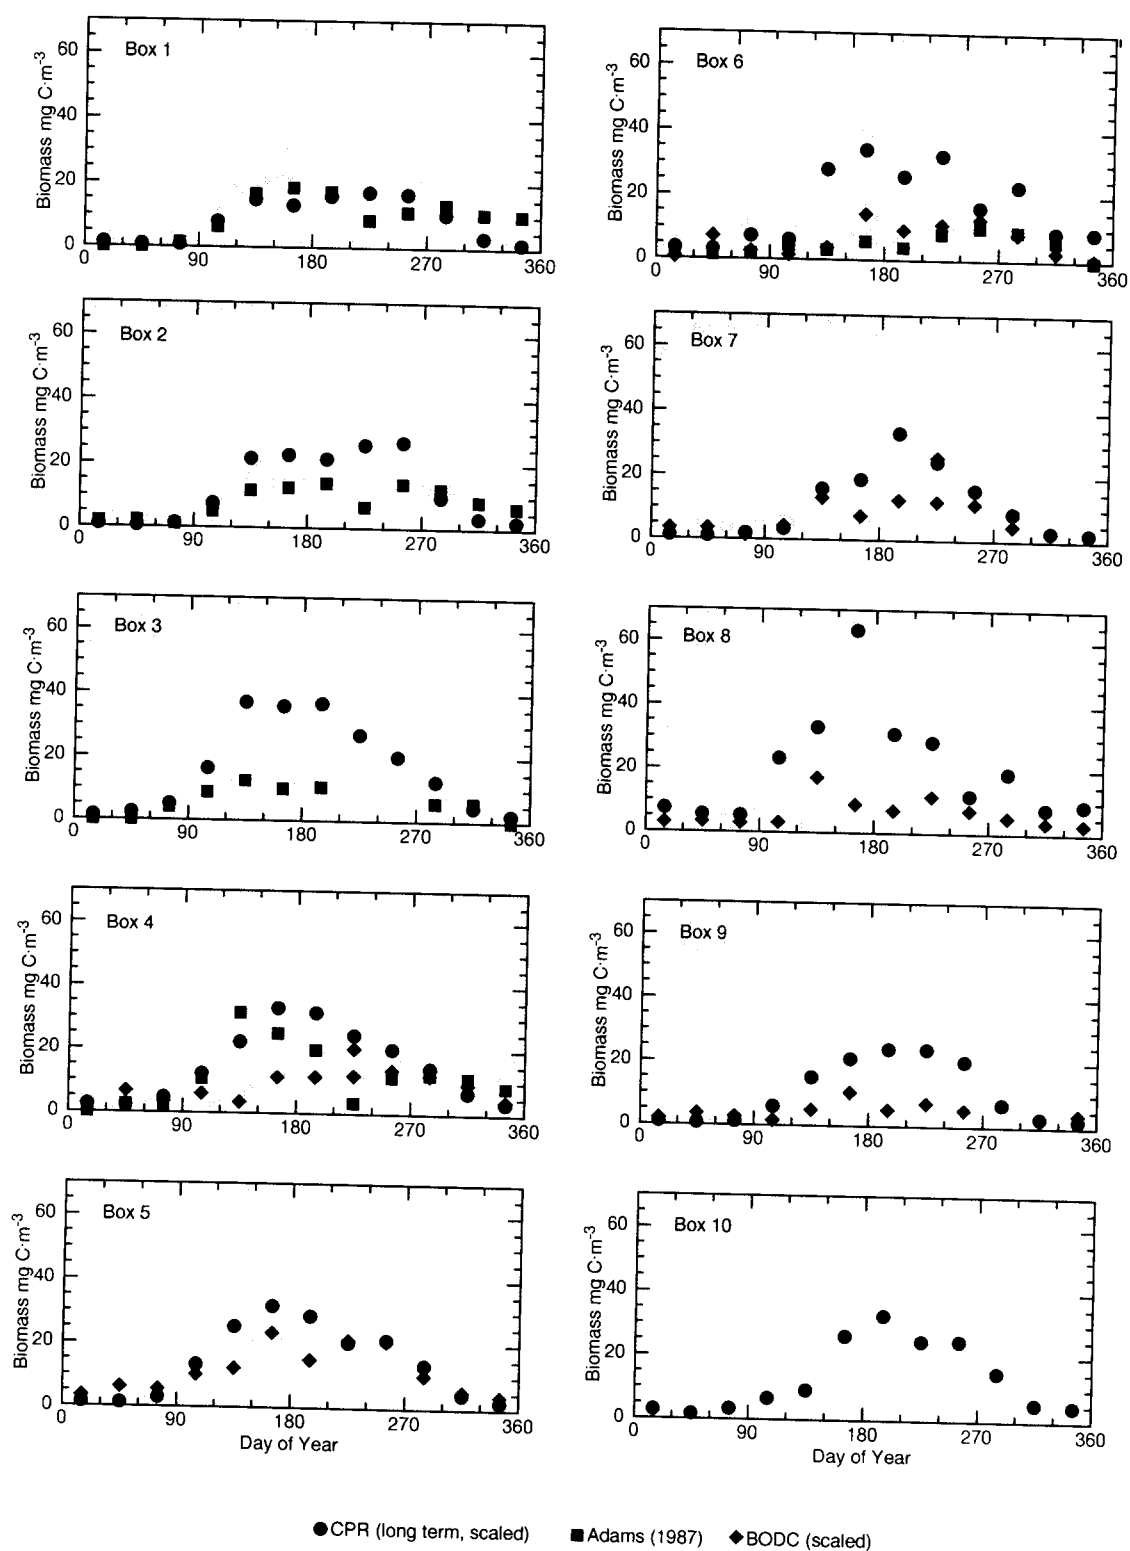 Box 1
Biomass mg C·m-3
60
40
20
0
0 90 180 270 360
Box 2
Biomass mg C·m-3
60
40
20
0
0 90 180 270 360
Box 3
Biomass mg C·m-3
60
40
20
0
0 90 180 270 360
Box 4
Biomass mg C·m-3
60
40
20
0
0 90 180 270 360
Box 5
Biomass mg C·m-3
60
40
20
0
0 90 180 270 360
Day of Year
Box 6
Biomass mg C·m-3
60
40
20
0
0 90 180 270 360
Box 7
Biomass mg C·m-3
60
40
20
0
0 90 180 270 360
Box 8
Biomass mg C·m-3
60
40
20
0
0 90 180 270 360
Box 9
Biomass mg C·m-3
60
40
20
0
0 90 180 270 360
Box 10
Biomass mg C·m-3
60
40
20
0
0 90 180 270 360
Day of Year
CPR (long term, scaled) Adams (1987) BODC (scaled)